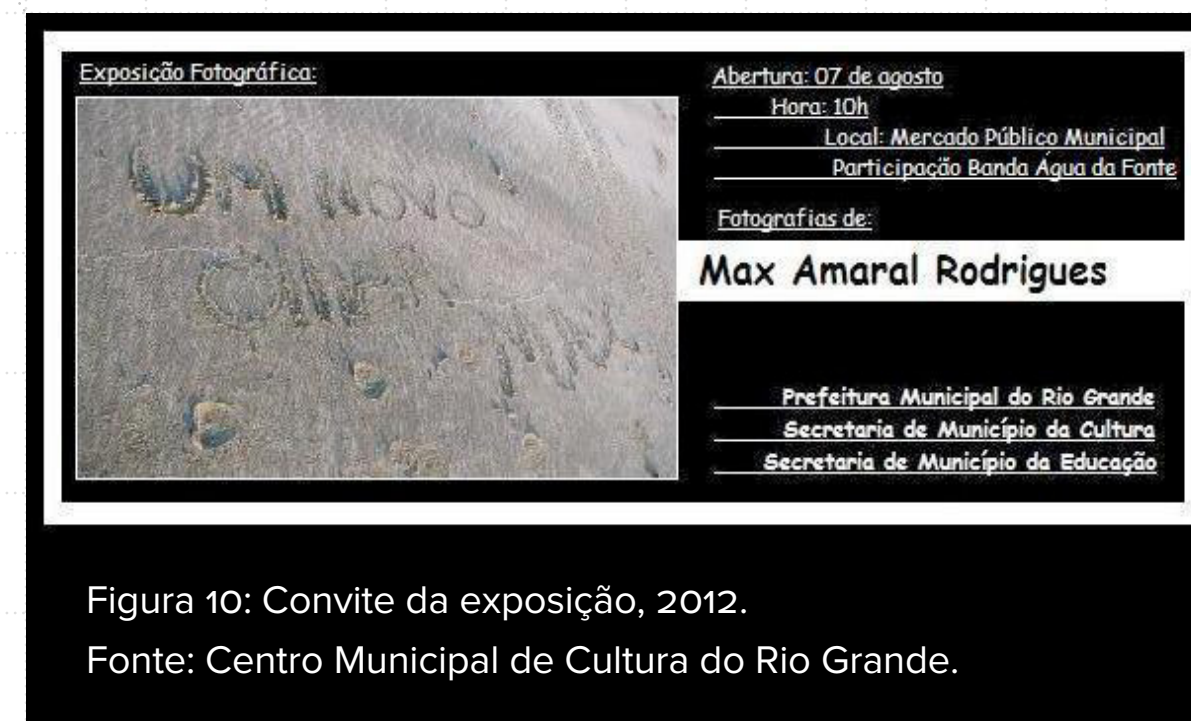 Exposição Fotográfica:
UM NOVO
OLHAR
MAX
Abertura: 07 de agosto
Hora: 10h
Local: Mercado Público Municipal
Participação Banda Água da Fonte
Fotografias de:
Max Amaral Rodrigues
Prefeitura Municipal do Rio Grande
Secretaria de Município da Cultura
Secretaria de Município da Educação
Figura 10: Convite da exposição, 2012.
Fonte: Centro Municipal de Cultura do Rio Grande.